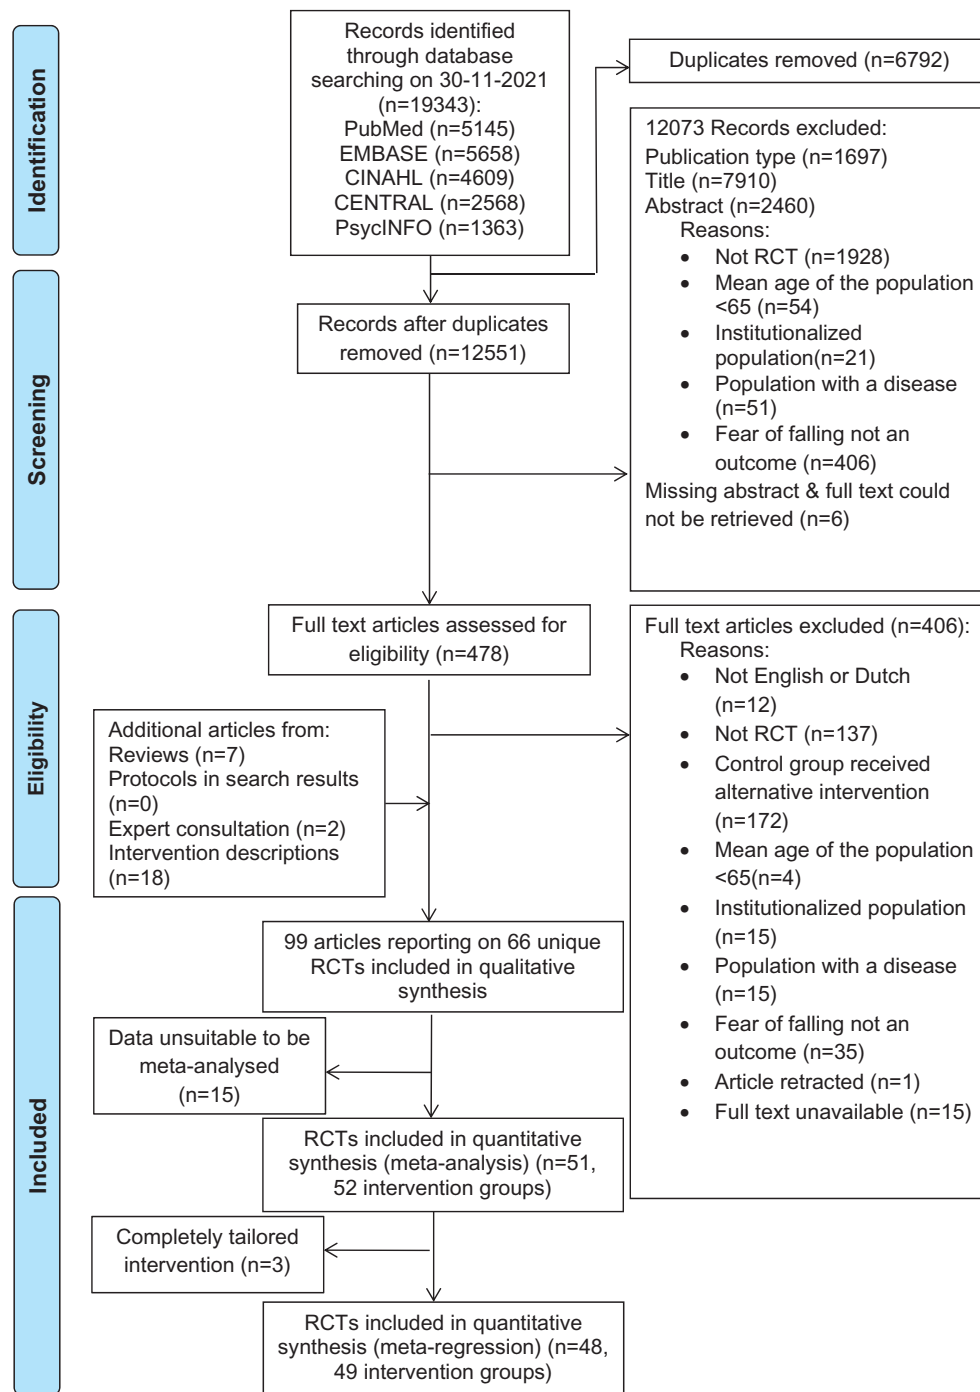 Identification
Records identified
through database
searching on 30-11-2021
(n=19343):
PubMed (n=5145)
EMBASE (n=5658)
CINAHL (n=4609)
CENTRAL (n=2568)
PsycINFO (n=1363)
Duplicates removed (n=6792)
Screening
Records after duplicates
removed (n=12551)
12073 Records excluded:
Publication type (n=1697)
Title (n=7910)
Abstract (n=2460)
Reasons:
• Not RCT (n=1928)
• Mean age of the population
<65 (n=54)
• Institutionalized
population(n=21)
• Population with a disease
(n=51)
• Fear of falling not an
outcome (n=406)
Missing abstract & full text could
not be retrieved (n=6)
Eligibility
Full text articles assessed for
eligibility (n=478)
Additional articles from:
Reviews (n=7)
Protocols in search results
(n=0)
Expert consultation (n=2)
Intervention descriptions
(n=18)
Full text articles excluded (n=406):
Reasons:
• Not English or Dutch
(n=12)
• Not RCT (n=137)
• Control group received
alternative intervention
(n=172)
• Mean age of the population
<65(n=4)
• Institutionalized population
(n=15)
• Population with a disease
(n=15)
• Fear of falling not an
outcome (n=35)
• Article retracted (n=1)
• Full text unavailable (n=15)
Included
99 articles reporting on 66 unique
RCTs included in qualitative
synthesis
Data unsuitable to be
meta-analysed
(n=15)
RCTs included in quantitative
synthesis (meta-analysis) (n=51,
52 intervention groups)
Completely tailored
intervention (n=3)
RCTs included in quantitative
synthesis (meta-regression) (n=48,
49 intervention groups)